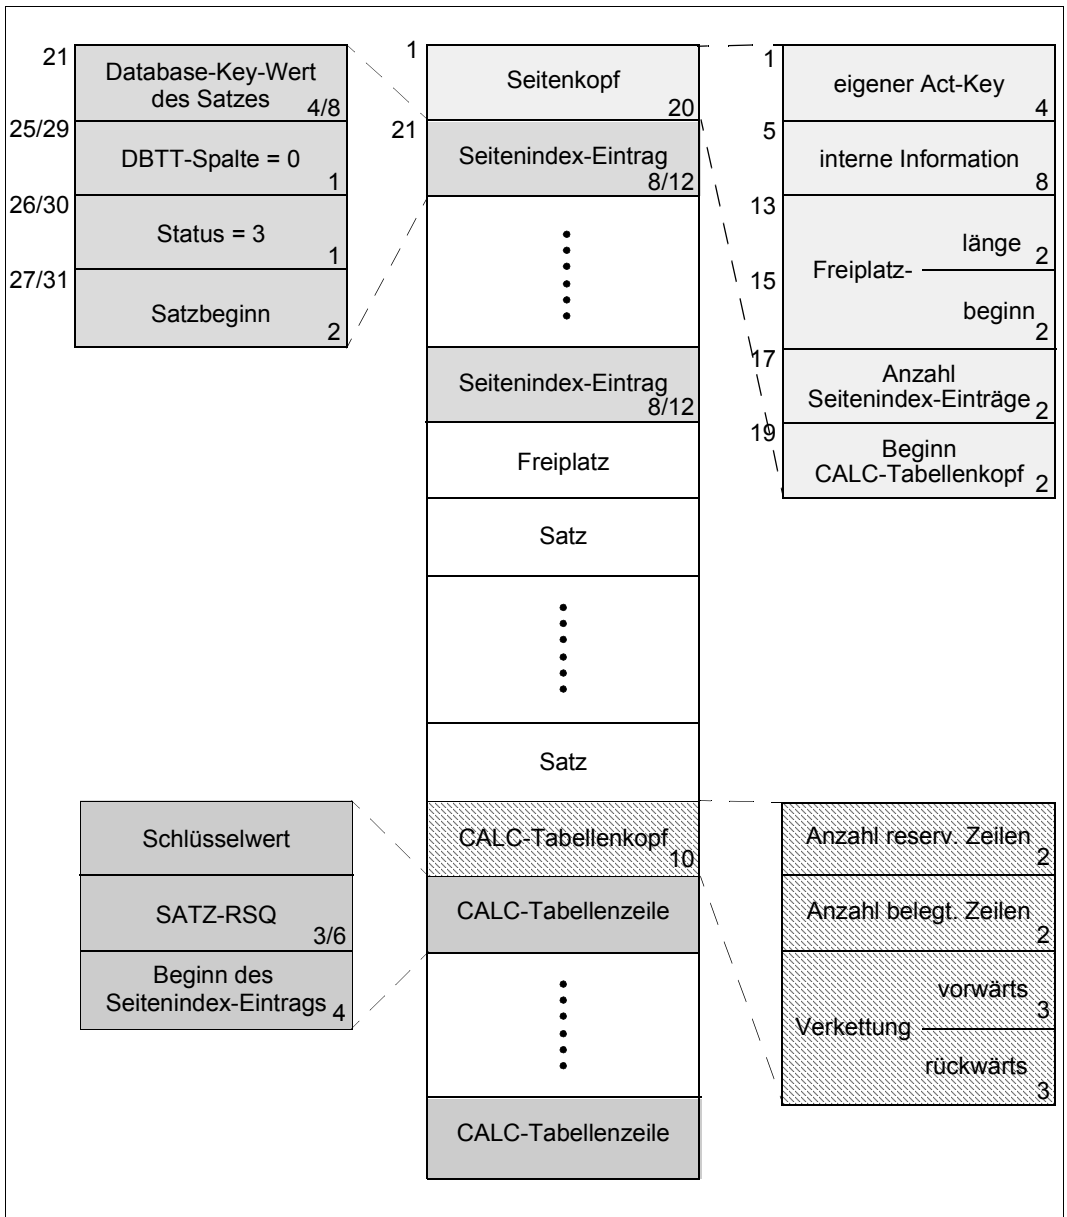 21
Database-Key-Wert
des Satzes
4/8
25/29
DBTT-Spalte = 0
1
26/30
Status = 3
1
27/31
Satzbeginn
2
1
Seitenkopf
20
21
Seitenindex-Eintrag
8/12
Seitenindex-Eintrag
8/12
Freiplatz
Satz
Satz
CALC-Tabellenkopf
10
CALC-Tabellenzeile
CALC-Tabellenzeile
1
eigener Act-Key
4
5
interne Information
8
13
Freiplatz-
länge
2
15
beginn
2
17
Anzahl
Seitenindex-Einträge
2
19
Beginn
CALC-Tabellenkopf
2
Schlüsselwert
SATZ-RSQ
3/6
Beginn des
Seitenindex-Eintrags
4
Anzahl reserv. Zeilen
2
Anzahl belegt. Zeilen
2
Verkettung
vorwärts
3
rückwärts
3